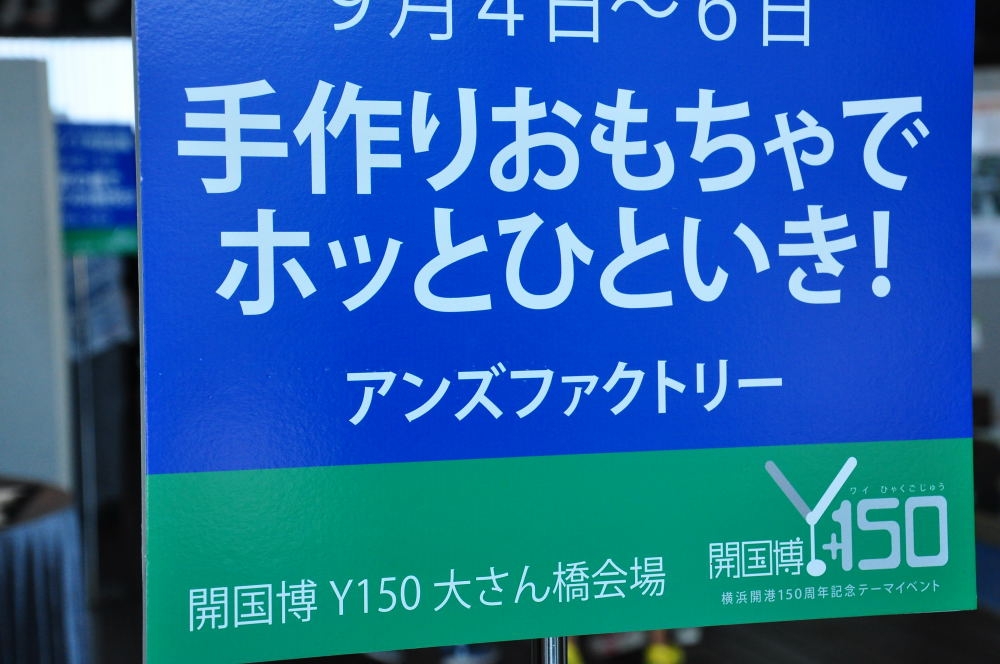 9月4日〜6日
手作りおもちゃで
ホッとひといき!
アンズファクトリー
開国博 Y150 大さん橋会場
ワイ ひゃくごじゅう
開国博Y+150
横浜開港150周年記念テーマイベント